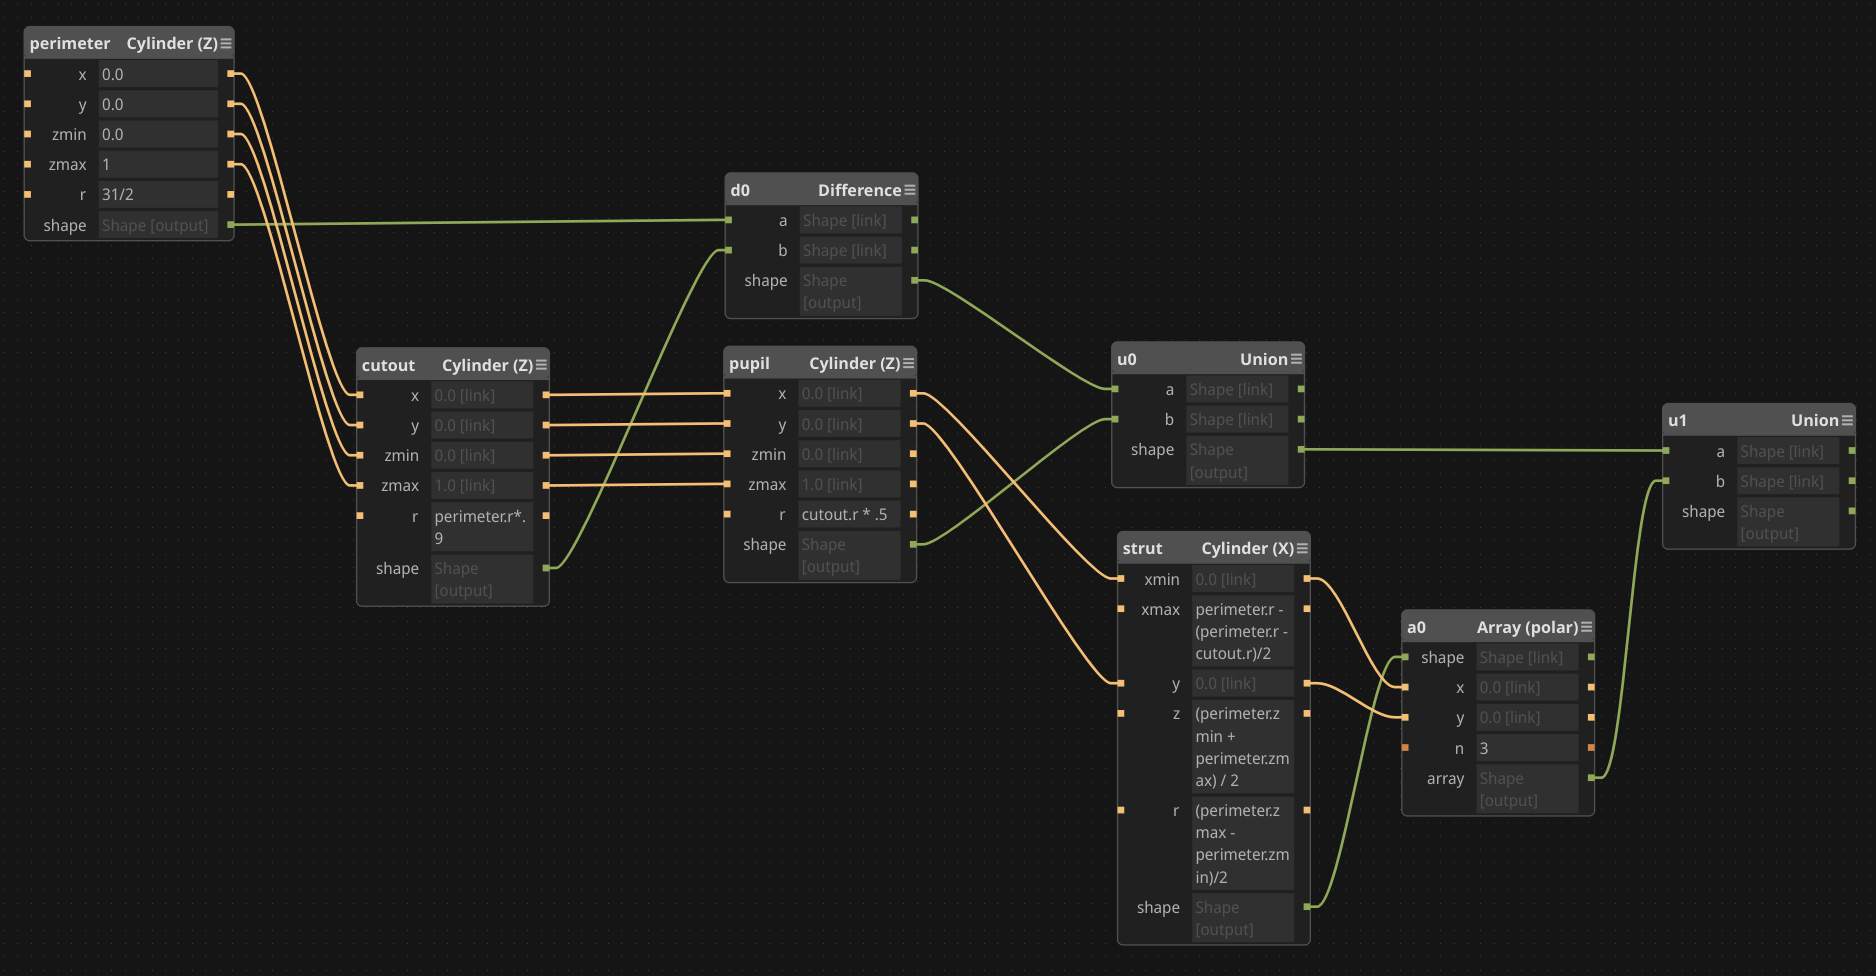 perimeter Cylinder (Z)
x 0.0
y 0.0
zmin 0.0
zmax 1
r 31/2
shape Shape [output]
cutout Cylinder (Z)
x 0.0 [link]
y 0.0 [link]
zmin 0.0 [link]
zmax 1.0 [link]
r perimeter.r*.
9
shape Shape
[output]
d0 Difference
a Shape [link]
b Shape [link]
shape Shape
[output]
pupil Cylinder (Z)
x 0.0 [link]
y 0.0 [link]
zmin 0.0 [link]
zmax 1.0 [link]
r cutout.r * .5
shape Shape
[output]
u0 Union
a Shape [link]
b Shape [link]
shape Shape
[output]
strut Cylinder (X)
xmin 0.0 [link]
xmax perimeter.r -
(perimeter.r -
cutout.r)/2
y 0.0 [link]
z (perimeter.z
min +
perimeter.zm
ax) / 2
r (perimeter.z
max -
perimeter.zm
in)/2
shape Shape
[output]
a0 Array (polar)
shape Shape [link]
x 0.0 [link]
y 0.0 [link]
n 3
array Shape
[output]
u1 Union
a Shape [link]
b Shape [link]
shape Shape
[output]